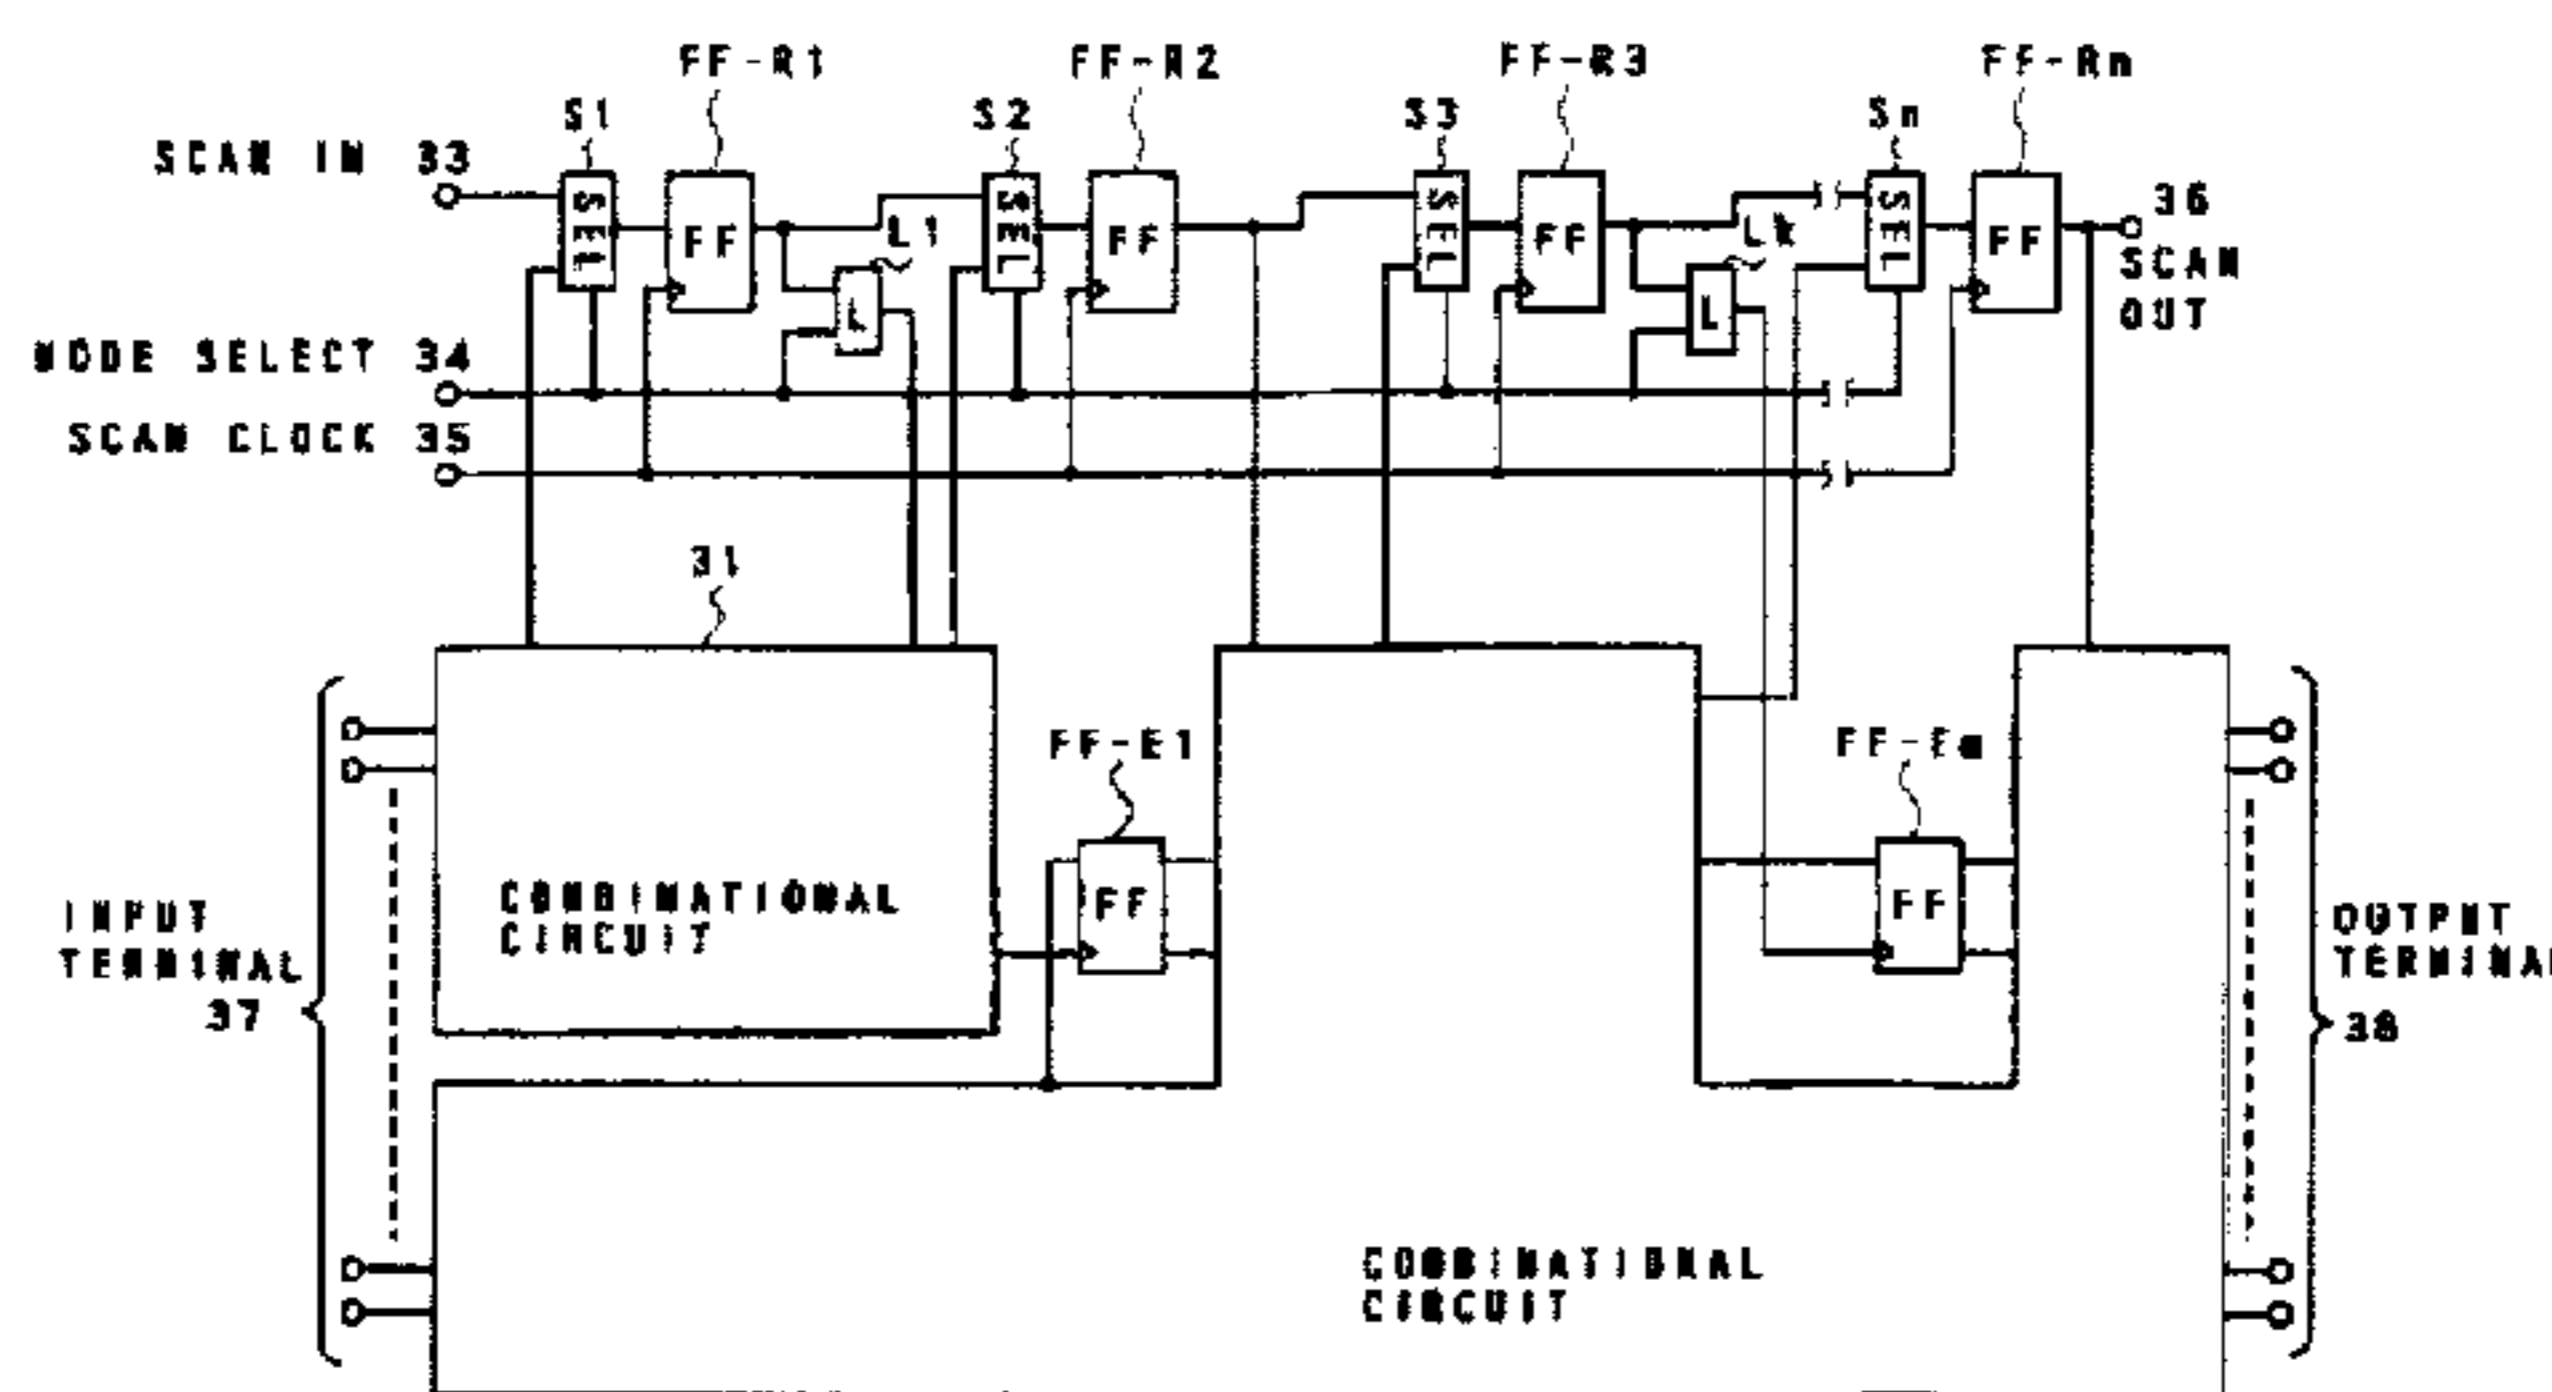 FF-R1
FF-R2
FF-R3
FF-Rn
S1
S2
S3
Sn
SCAN IN 33
SEL
FF
SEL
FF
SEL
FF
SEL
FF
36
SCAN
OUT
L1
L
L
MODE SELECT 34
SCAN CLOCK 35
31
FF-E1
FF-Em
FF
FF
COMBINATIONAL
CIRCUIT
INPUT
TERMINAL
37
OUTPUT
TERMINAL
38
COMBINATIONAL
CIRCUIT